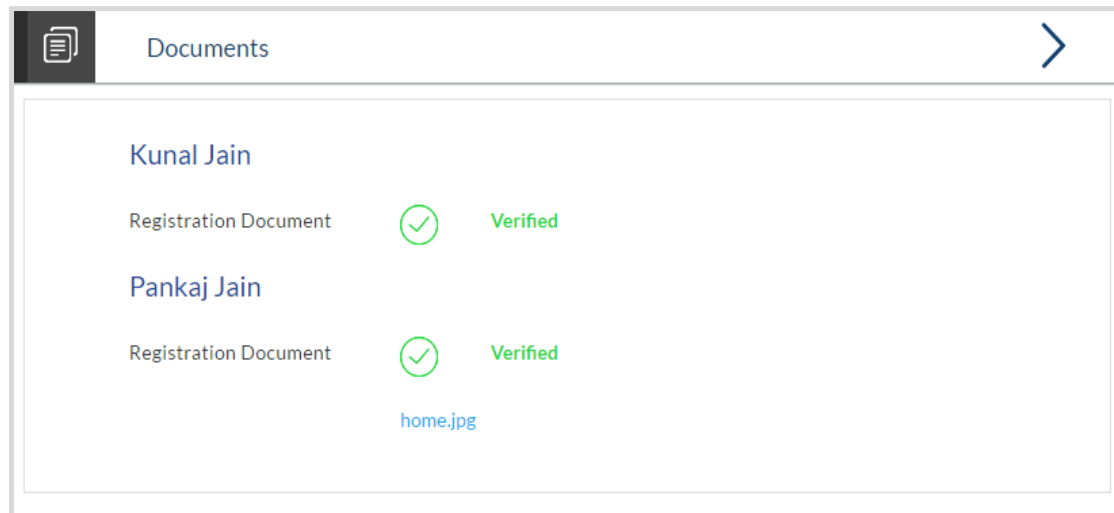 Documents
Kunal Jain
Registration Document Verified
Pankaj Jain
Registration Document Verified
home.jpg